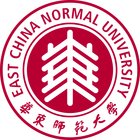 EAST CHINA NORMAL UNIVERSITY
華東師範大學